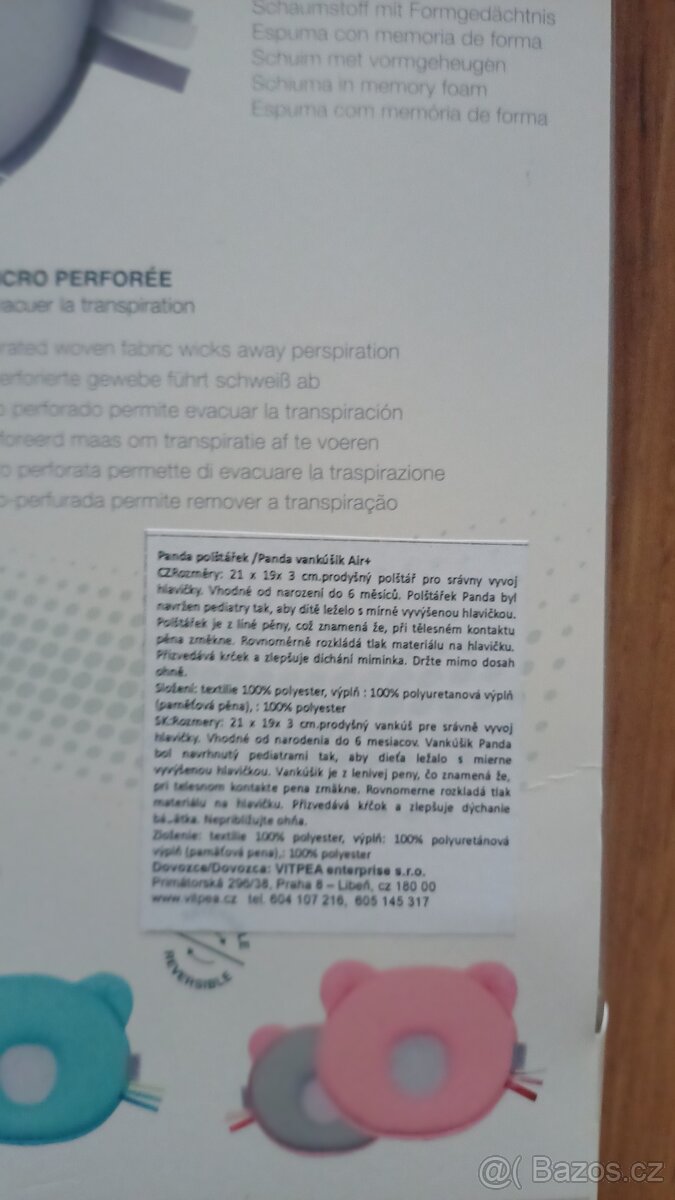 Schaumstoff mit Formgedächtnis
Espuma con memoria de forma
Schuim met vormgeheugen
Schiuma in memory foam
Espuma com memória de forma
CRO PERFORÉE
acuer la transpiration
rated woven fabric wicks away perspiration
erforierte gewebe führt schweiß ab
o perforado permite evacuar la transpiración
foreerd maas om transpiratie af te voeren
o perforata permette di evacuare la traspirazione
o-perfurada permite remover a transpiração
Panda polštářek /Panda vankúšik Air+
CZ:Rozměry: 21 x 19x 3 cm.prodyšný polštář pro srávny vyvoj
hlavičky. Vhodné od narození do 6 měsíců. Polštářek Panda byl
navržen pediatry tak, aby dítě leželo s mírně vyvýšenou hlavičkou.
Polštářek je z líné pěny, což znamená že, při tělesném kontaktu
pěna změkne. Rovnoměrně rozkládá tlak materiálu na hlavičku.
Přizvedává krček a zlepšuje díchání miminka. Držte mimo dosah
ohně.
Složení: textilie 100% polyester, výplň : 100% polyuretanová výplň
(paměťová pěna), : 100% polyester
SK:Rozmery: 21 x 19x 3 cm.prodyšný vankúš pre srávně vyvoj
hlavičky. Vhodné od narodenia do 6 mesiacov. Vankúšik Panda
bol navrhnutý pediatrami tak, aby dieťa ležalo s mierne
vyvýšenou hlavičkou. Vankúšik je z lenivej peny, čo znamená že,
pri telesnom kontakte pena zmäkne. Rovnomerne rozkladá tlak
materiálu na hlavičku. Přizvedává kŕčok a zlepšuje dýchanie
bá_átka. Nepribližujte ohňa.
Zloženie: textilie 100% polyester, výplň: 100% polyuretánová
výplň (pamäťová pena),: 100% polyester
Dovozce/Dovozca: VITPEA enterprise s.r.o.
Primátorská 296/38, Praha 8 – Libeň, cz 180 00
www.vitpea.cz tel. 604 107 216, 605 145 317
REVERSIBLE
LE
@( Bazos.cz